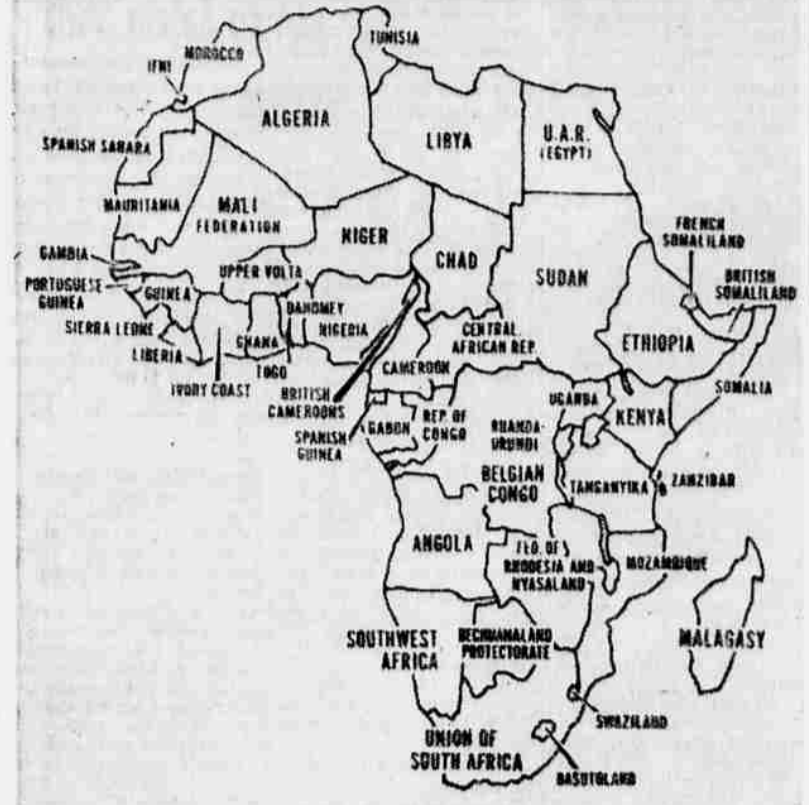 TUNISIA
MOROCCO
IFNI
ALGERIA
LIBYA
U.A.R.
(EGYPT)
SPANISH SAHARA
MAURITANIA
MALI
FEDERATION
NIGER
CHAD
SUDAN
FRENCH
SOMALILAND
BRITISH
SOMALILAND
GAMBIA
PORTUGUESE
GUINEA
GUINEA
UPPER VOLTA
DAHOMEY
NIGERIA
SIERRA LEONE
LIBERIA
IVORY COAST
GHANA
TOGO
BRITISH
CAMEROONS
SPANISH
GUINEA
CAMEROON
CENTRAL
AFRICAN REP.
ETHIOPIA
SOMALIA
UGANDA
KENYA
GABON
REP. OF
CONGO
RUANDA-
URUNDI
BELGIAN
CONGO
TANGANYIKA
ZANZIBAR
ANGOLA
FED. OF
RHODESIA AND
NYASALAND
MOZAMBIQUE
SOUTHWEST
AFRICA
BECHUANALAND
PROTECTORATE
MALAGASY
SWAZILAND
UNION OF
SOUTH AFRICA
BASUTOLAND